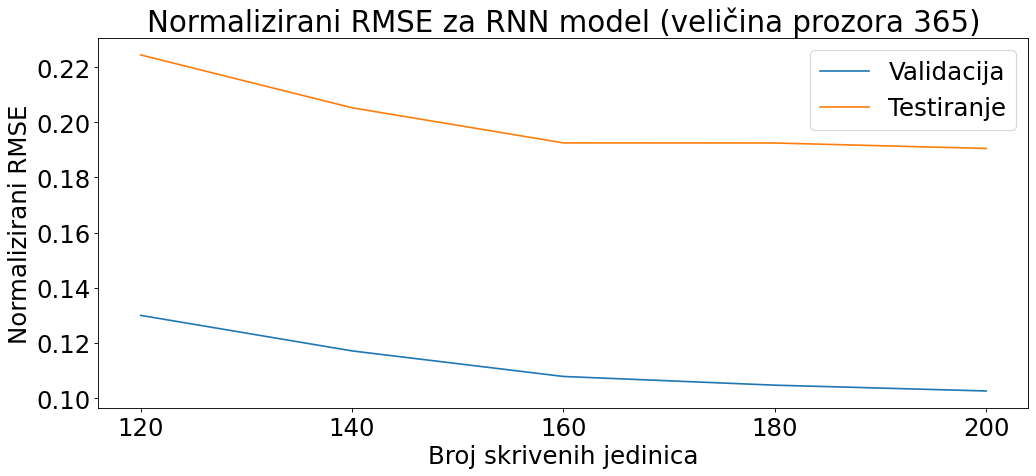 Normalizirani RMSE za RNN model (veličina prozora 365)
Validacija
Testiranje
Normalizirani RMSE
0.22
0.20
0.18
0.16
0.14
0.12
0.10
120 140 160 180 200
Broj skrivenih jedinica